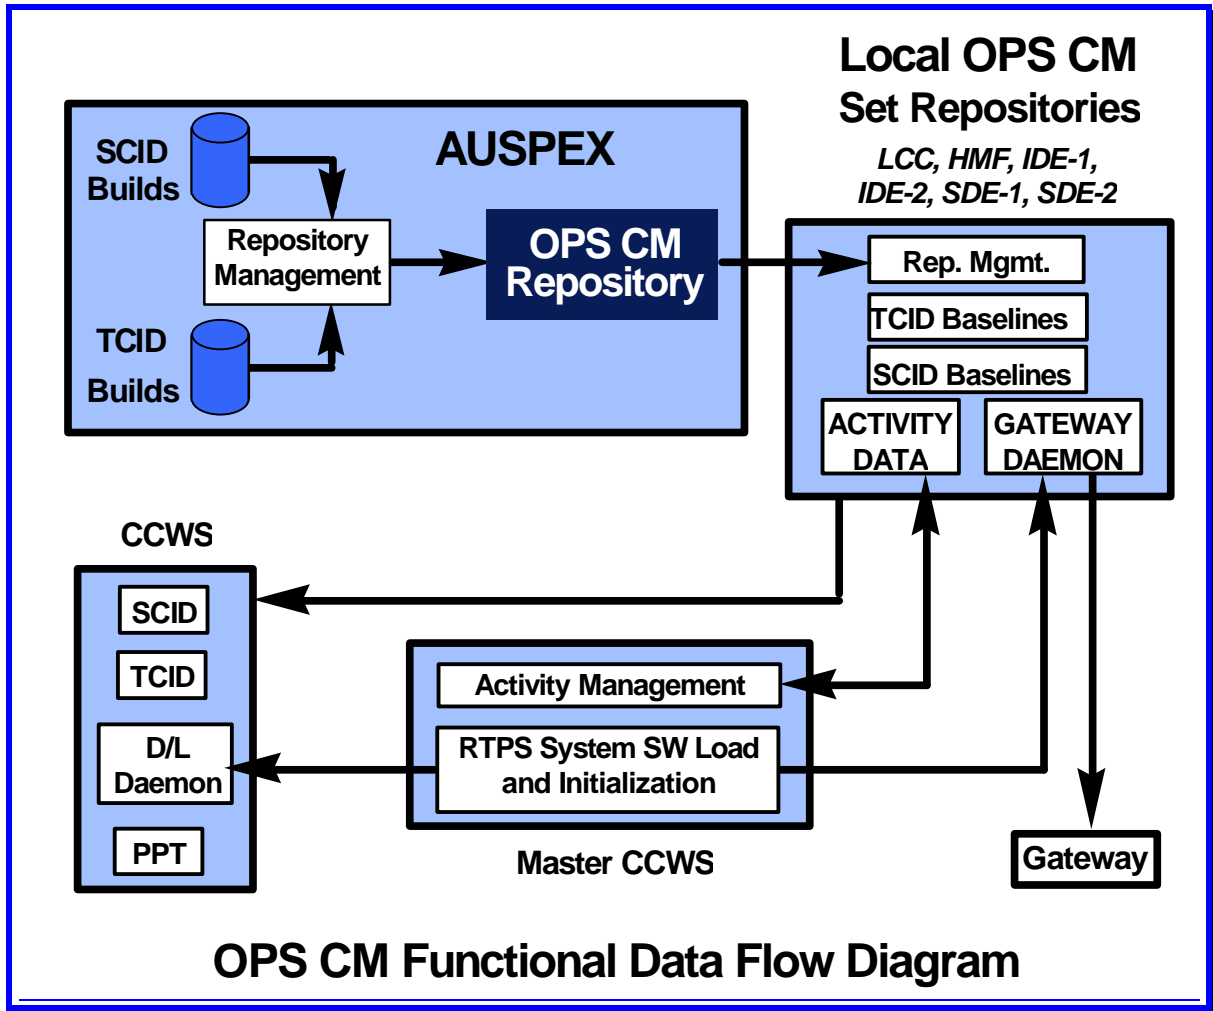 Local OPS CM
Set Repositories
LCC, HMF, IDE-1,
IDE-2, SDE-1, SDE-2
AUSPEX
SCID
Builds
Repository
Management
OPS CM
Repository
TCID
Builds
Rep. Mgmt.
TCID Baselines
SCID Baselines
ACTIVITY
DATA
GATEWAY
DAEMON
CCWS
SCID
TCID
D/L
Daemon
PPT
Activity Management
RTPS System SW Load
and Initialization
Master CCWS
Gateway
OPS CM Functional Data Flow Diagram